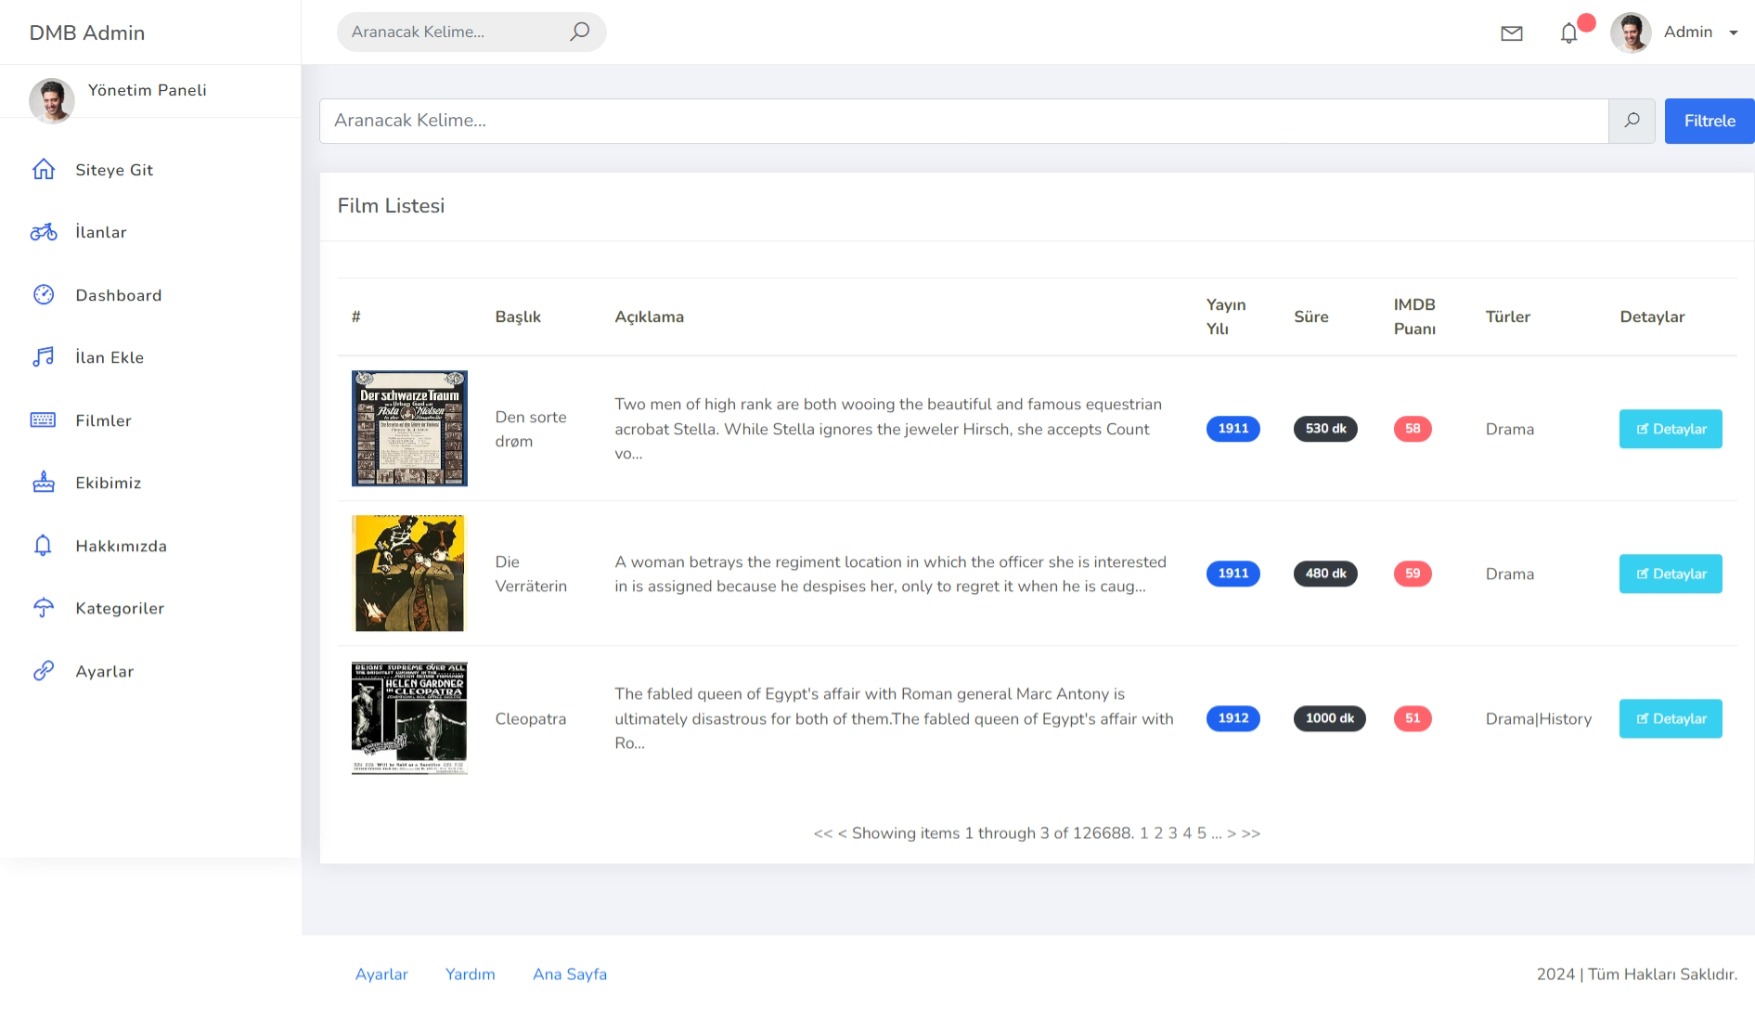 DMB Admin
Aranacak Kelime...
Admin
Yönetim Paneli
Siteye Git
İlanlar
Dashboard
İlan Ekle
Filmler
Ekibimiz
Hakkımızda
Kategoriler
Ayarlar
Aranacak Kelime...
Filtrele
Film Listesi
# Başlık Açıklama Yayın Yılı Süre IMDB Puanı Türler Detaylar
Der schwarze Traum
Asta Nielsen
Den sorte
drøm
Two men of high rank are both wooing the beautiful and famous equestrian
acrobat Stella. While Stella ignores the jeweler Hirsch, she accepts Count
vo...
1911 530 dk 58 Drama Detaylar
Die
Verräterin
A woman betrays the regiment location in which the officer she is interested
in is assigned because he despises her, only to regret it when he is caug...
1911 480 dk 59 Drama Detaylar
REIGNS SUPREME OVER ALL
HELEN GARDNER
IN CLEOPATRA
Cleopatra
The fabled queen of Egypt's affair with Roman general Marc Antony is
ultimately disastrous for both of them.The fabled queen of Egypt's affair with
Ro...
1912 1000 dk 51 Drama|History Detaylar
<< < Showing items 1 through 3 of 126688. 1 2 3 4 5 ... > >>
Ayarlar Yardım Ana Sayfa
2024 | Tüm Hakları Saklıdır.